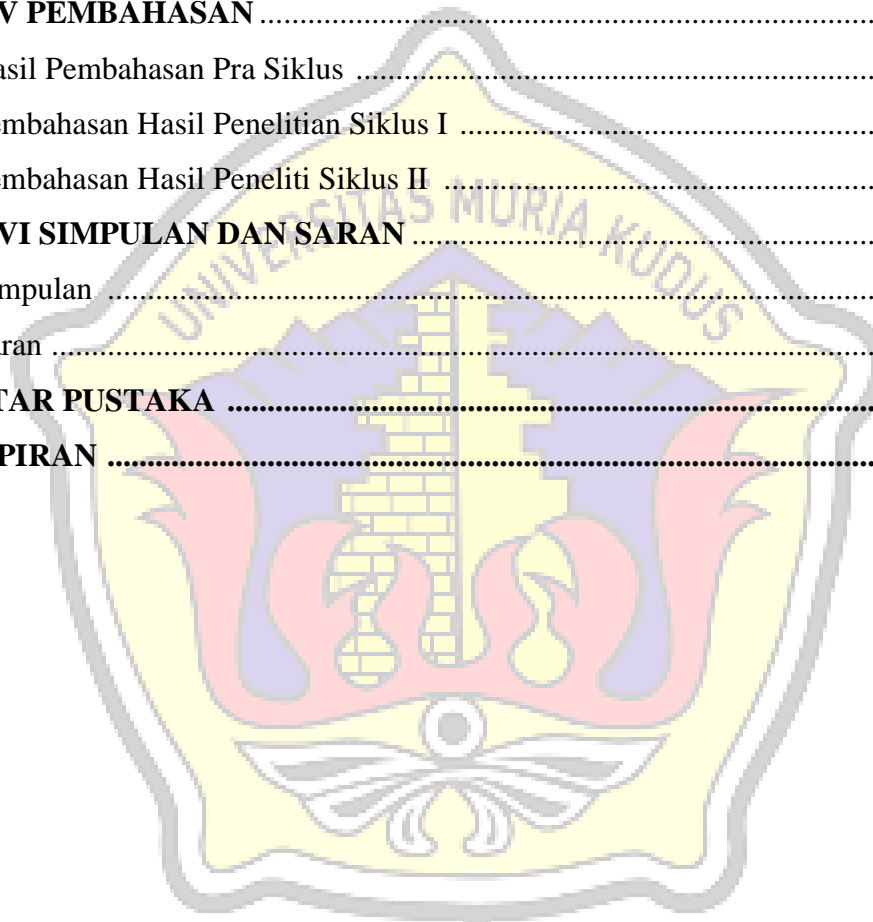 V PEMBAHASAN ....................................................................................
asil Pembahasan Pra Siklus ......................................................................
embahasan Hasil Penelitian Siklus I ........................................................
embahasan Hasil Peneliti Siklus II ..........................................................
VI SIMPULAN DAN SARAN ...............................................................
mpulan ......................................................................................................
aran ............................................................................................................
TAR PUSTAKA ........................................................................................
PIRAN .......................................................................................................
UNIVERSITAS MURIA KUDUS